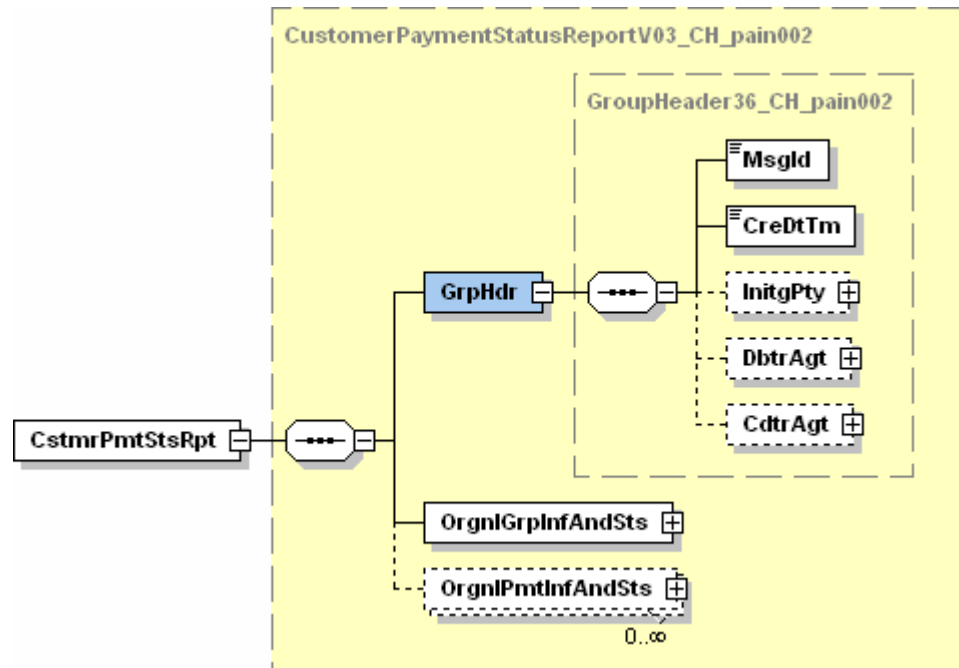 CustomerPaymentStatusReportV03_CH_pain002
GroupHeader36_CH_pain002
MsgId
CreDtTm
GrpHdr
InitgPty
DbtrAgt
CdtrAgt
CstmrPmtStsRpt
OrgnlGrpInfAndSts
OrgnlPmtInfAndSts
0..∞